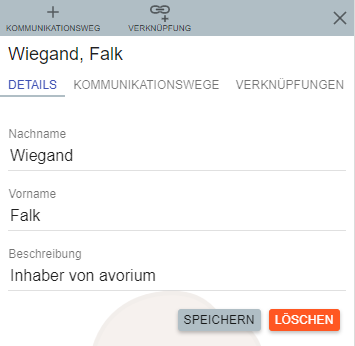 KOMMUNIKATIONSWEG VERKNÜPFUNG
Wiegand, Falk
DETAILS KOMMUNIKATIONSWEGE VERKNÜPFUNGEN
Nachname
Wiegand
Vorname
Falk
Beschreibung
Inhaber von avorium
SPEICHERN LÖSCHEN